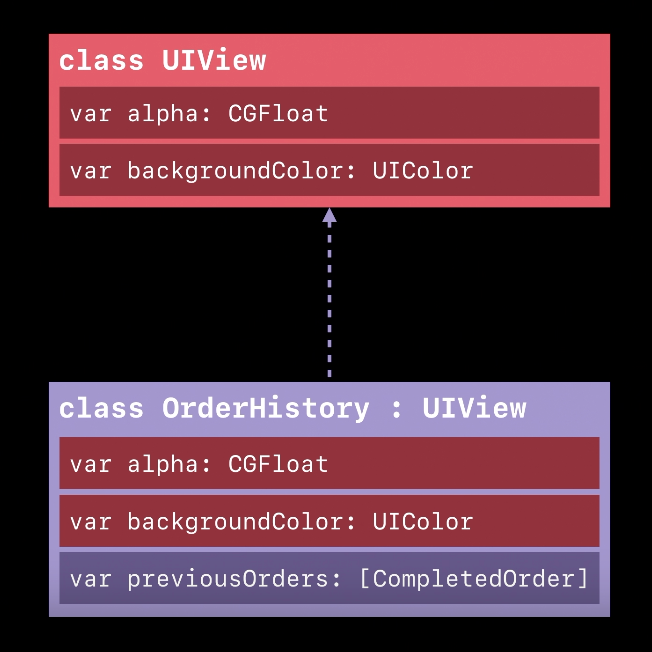 class UIView
var alpha: CGFloat
var backgroundColor: UIColor
class OrderHistory : UIView
var alpha: CGFloat
var backgroundColor: UIColor
var previousOrders: [CompletedOrder]